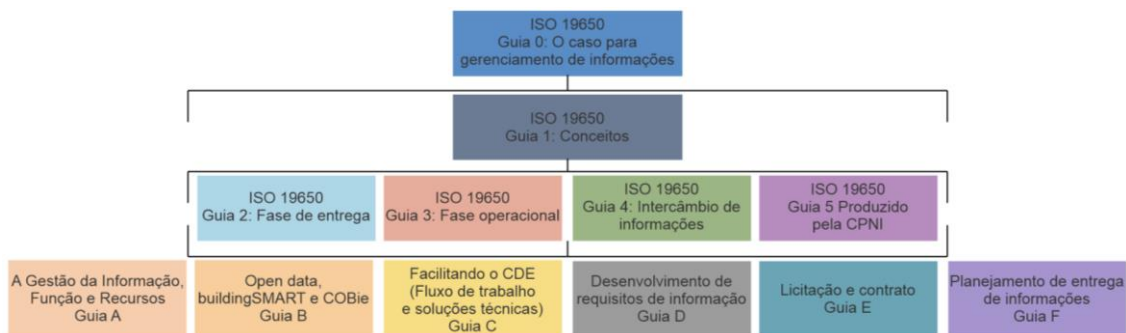 ISO 19650
Guia 0: O caso para
gerenciamento de informações
ISO 19650
Guia 1: Conceitos
ISO 19650
Guia 2: Fase de entrega
ISO 19650
Guia 3: Fase operacional
ISO 19650
Guia 4: Intercâmbio de
informações
ISO 19650
Guia 5 Produzido
pela CPNI
A Gestão da Informação,
Função e Recursos
Guia A
Open data,
buildingSMART e COBie
Guia B
Facilitando o CDE
(Fluxo de trabalho
e soluções técnicas)
Guia C
Desenvolvimento de
requisitos de informação
Guia D
Licitação e contrato
Guia E
Planejamento de entrega
de informações
Guia F